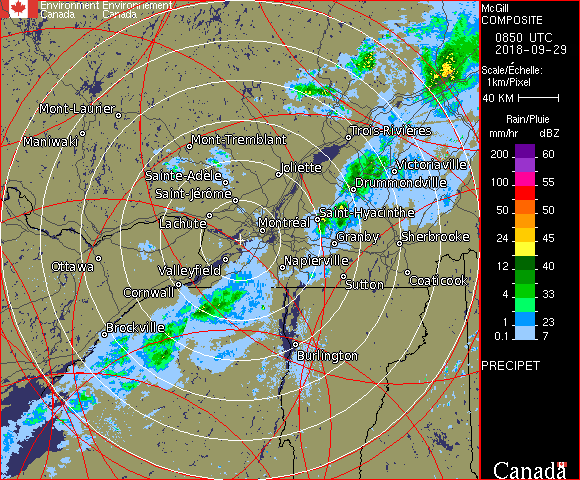 Environment Environnement
Canada Canada
McGill
COMPOSITE
0850 UTC
2018-09-29
Scale/Échelle:
1km/Pixel
40 KM
Rain/Pluie
mm/hr dBZ
200 60
100 55
50 50
24 45
12 40
4 33
1 23
0.1 7
PRECIPET
Canada
Mont-Laurier
Maniwaki
Mont-Tremblant
Trois-Rivières
Sainte-Adèle
Joliette
Victoriaville
Saint-Jérôme
Drummondville
Lachute
Montréal
Saint-Hyacinthe
Granby
Sherbrooke
Ottawa
Valleyfield
Napierville
Cornwall
Sutton
Coaticook
Brockville
Burlington